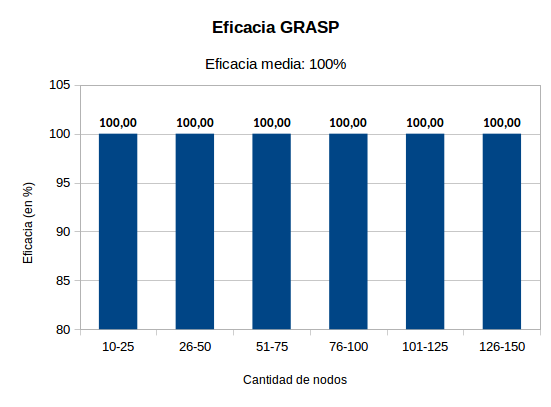 Eficacia GRASP
Eficacia media: 100%
105
100
95
90
85
80
Eficacia (en %)
100,00 100,00 100,00 100,00 100,00 100,00
10-25 26-50 51-75 76-100 101-125 126-150
Cantidad de nodos